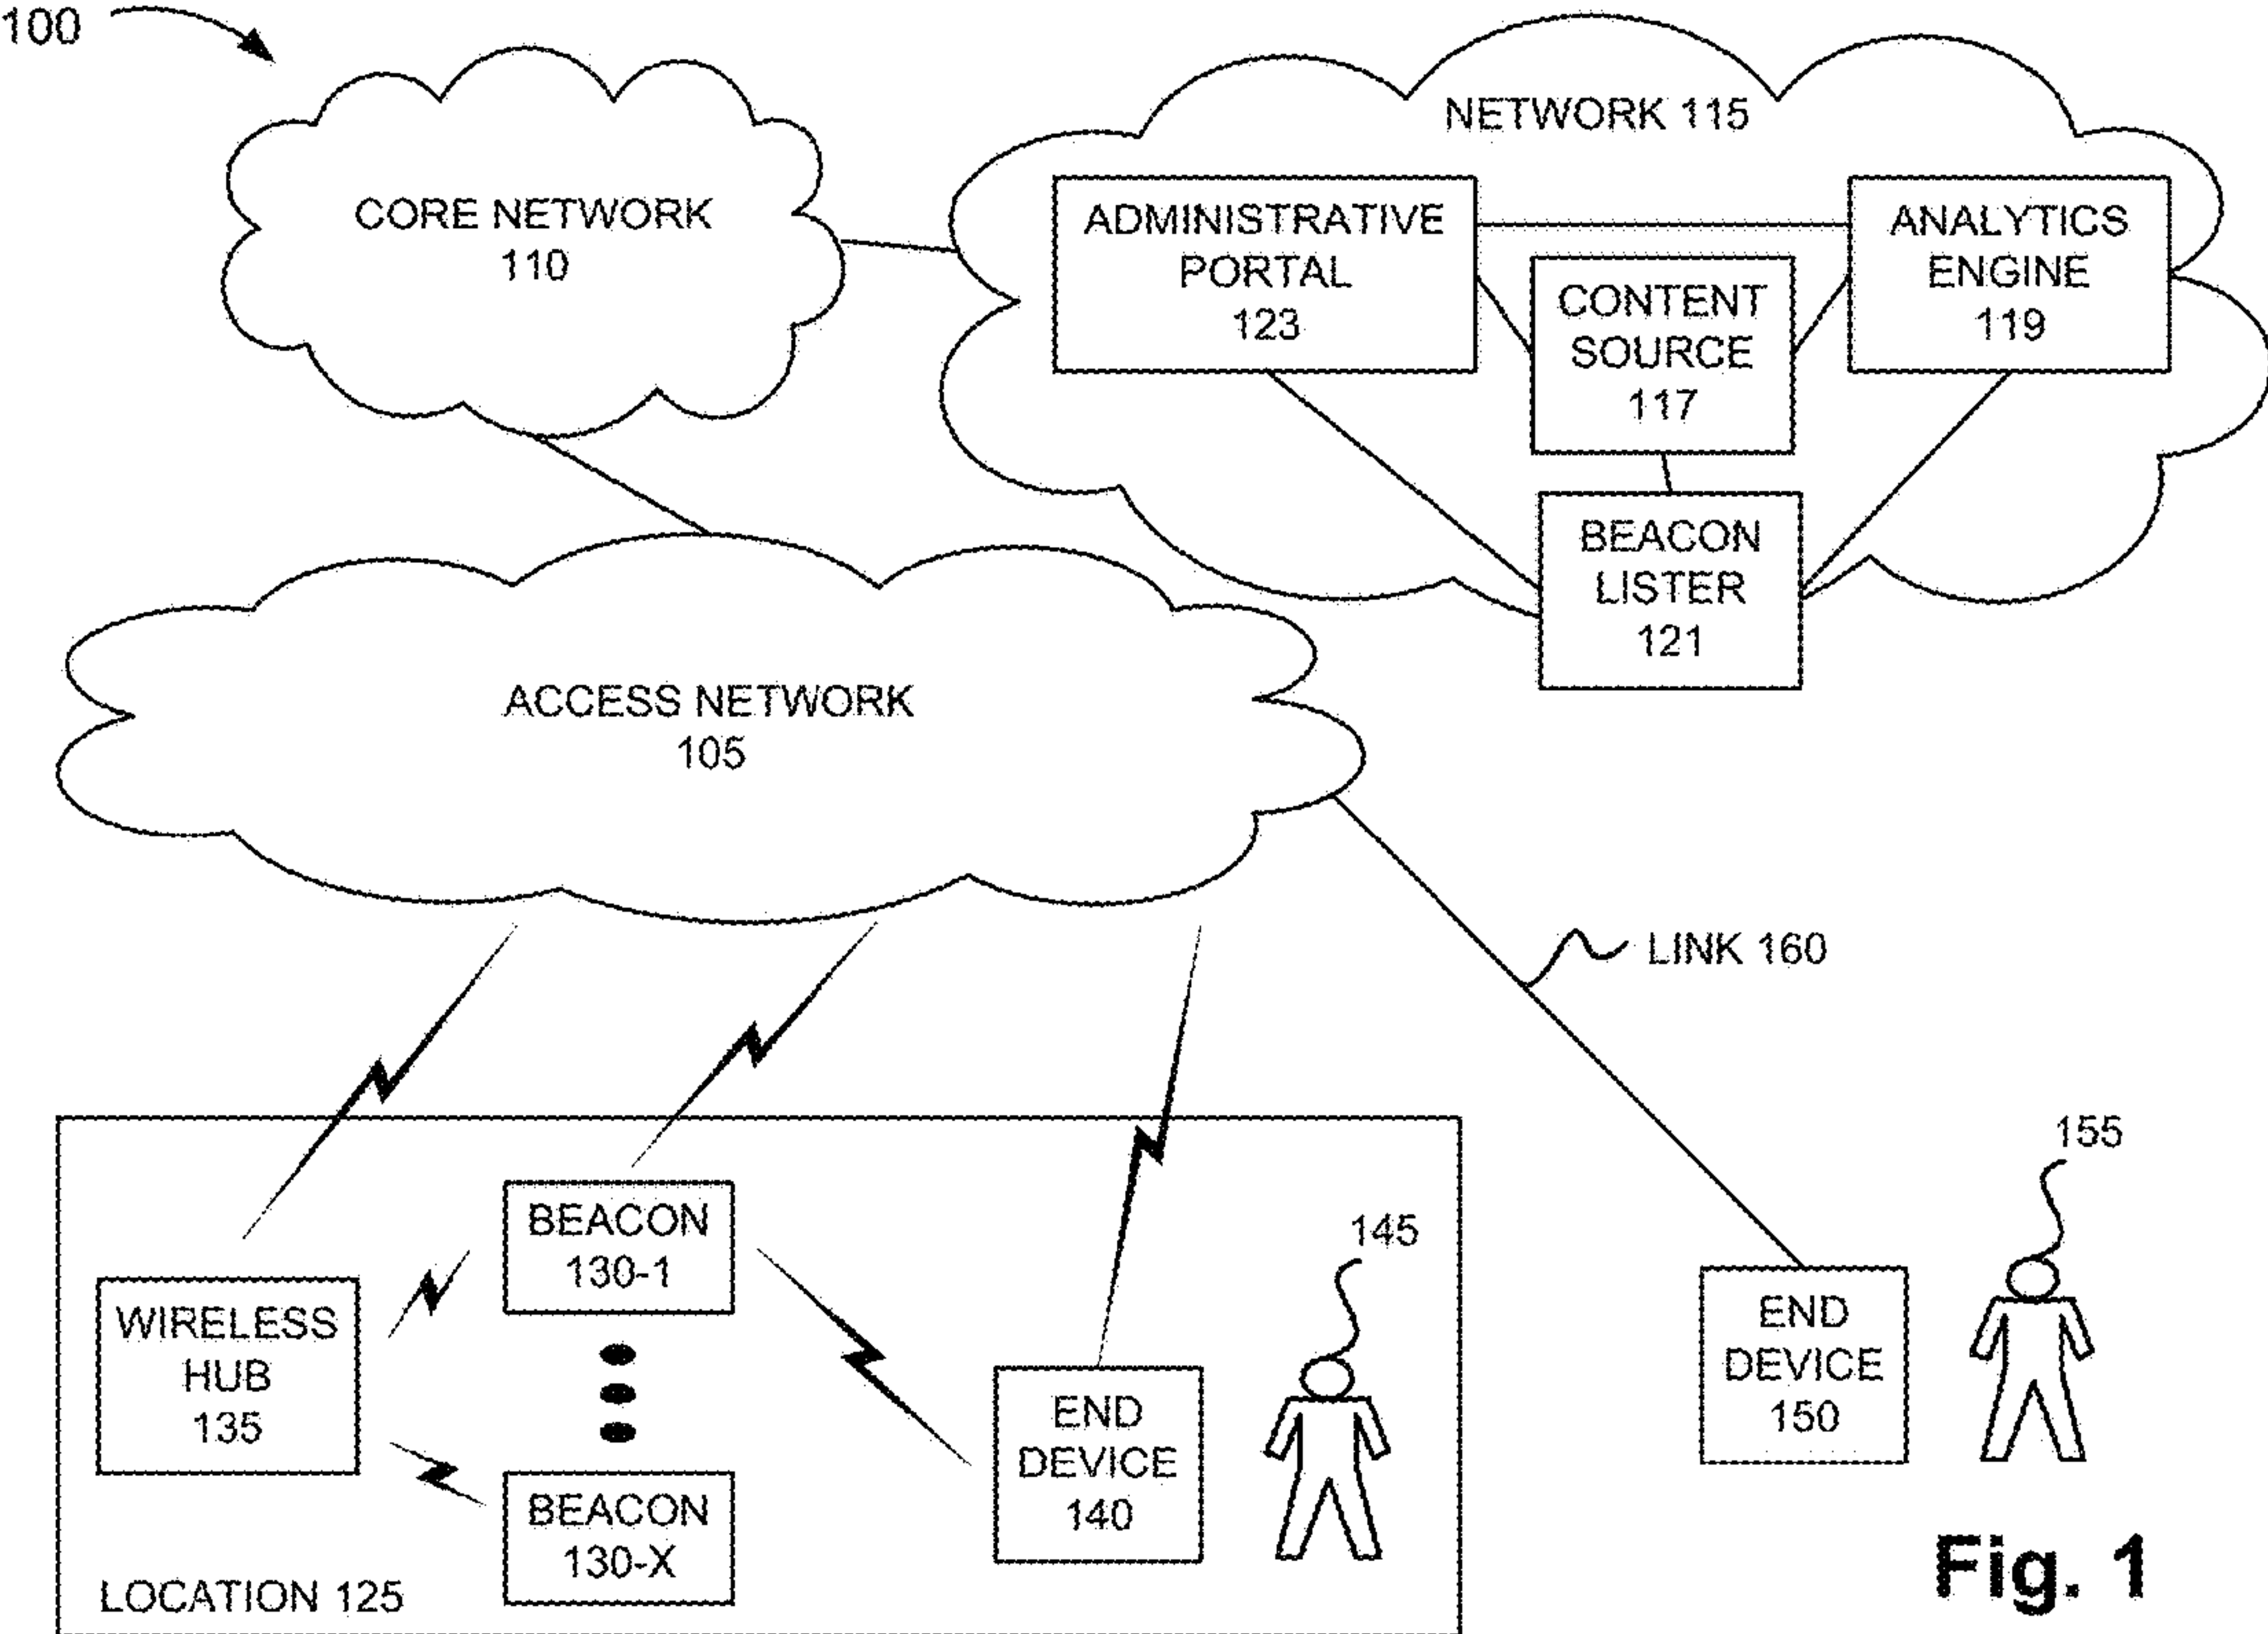 100
CORE NETWORK
110
NETWORK 115
ADMINISTRATIVE
PORTAL
123
CONTENT
SOURCE
117
ANALYTICS
ENGINE
119
BEACON
LISTER
121
ACCESS NETWORK
105
LINK 160
WIRELESS
HUB
135
BEACON
130-1
BEACON
130-X
END
DEVICE
140
145
LOCATION 125
END
DEVICE
150
155
Fig. 1